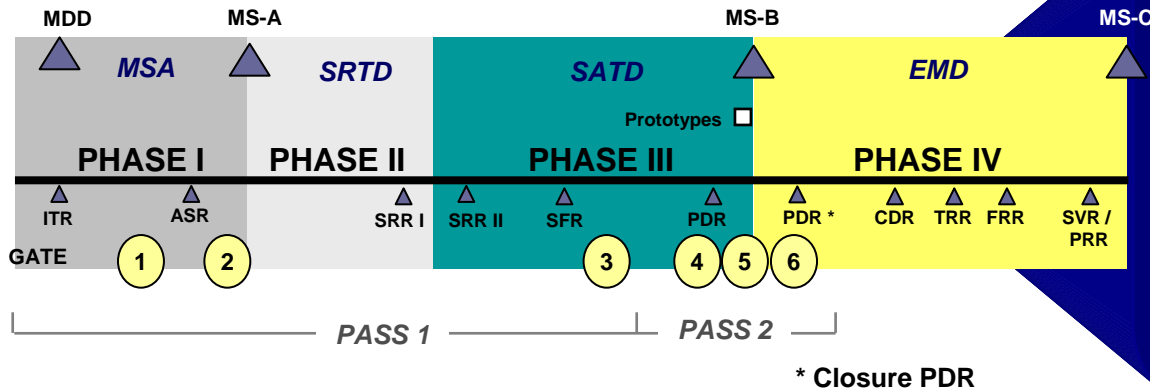 MDD MS-A MS-B MS-C
MSA SRTD SATD EMD
Prototypes
PHASE I PHASE II PHASE III PHASE IV
ITR ASR SRR I SRR II SFR PDR PDR * CDR TRR FRR SVR /
PRR
GATE 1 2 3 4 5 6
PASS 1 PASS 2
* Closure PDR